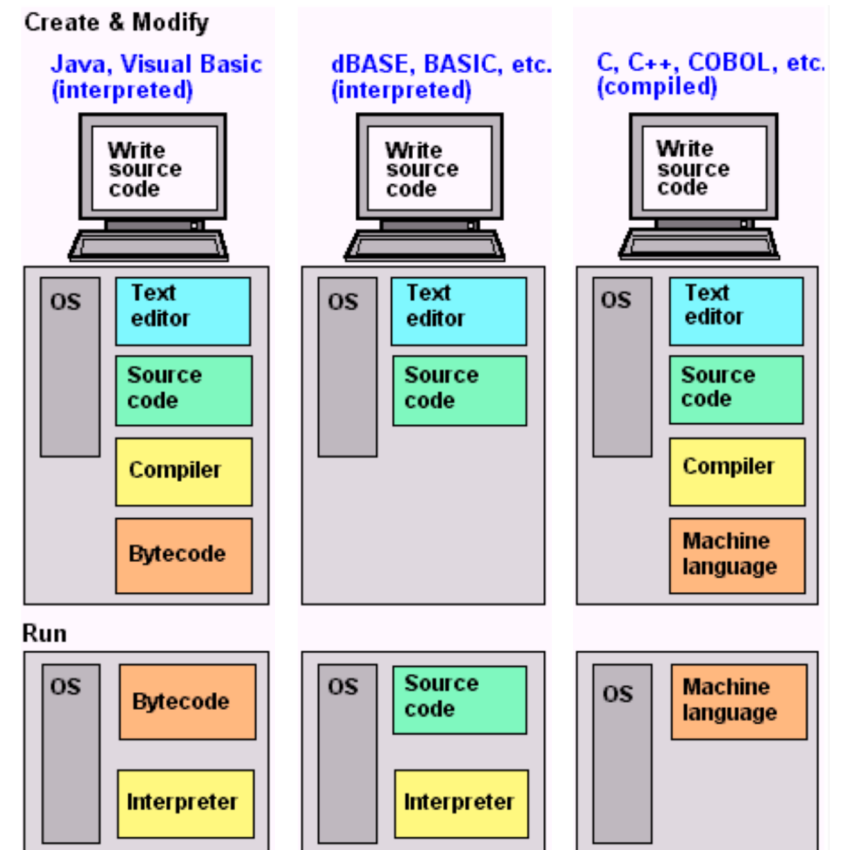 Create & Modify
Java, Visual Basic
(interpreted)
dBASE, BASIC, etc.
(interpreted)
C, C++, COBOL, etc.
(compiled)
Write
source
code
Write
source
code
Write
source
code
OS
Text
editor
Source
code
Compiler
Bytecode
OS
Text
editor
Source
code
OS
Text
editor
Source
code
Compiler
Machine
language
Run
OS
Bytecode
Interpreter
OS
Source
code
Interpreter
OS
Machine
language